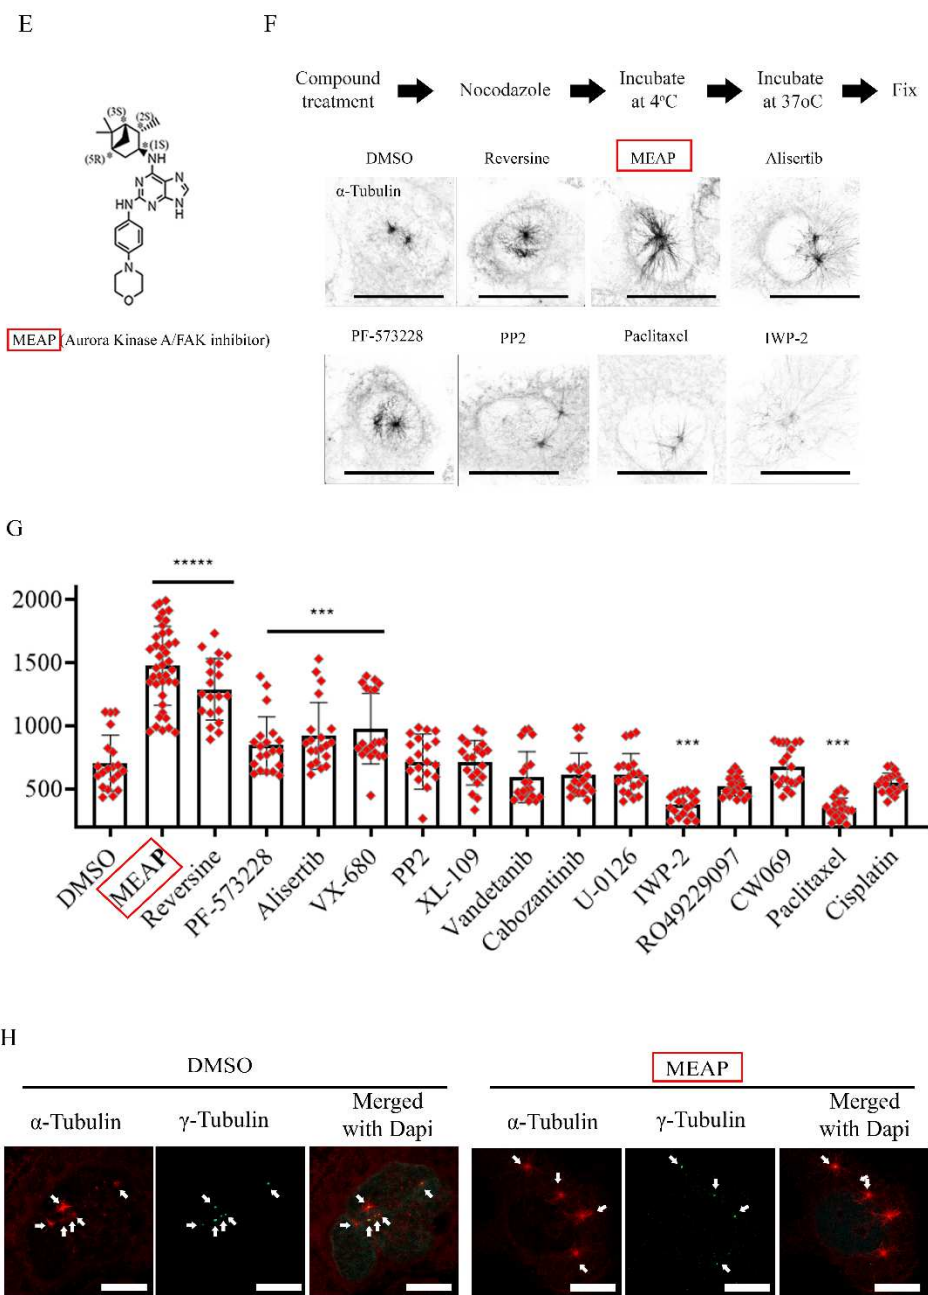 E
F
Compound
treatment
Nocodazole
Incubate
at 4°C
Incubate
at 37oC
Fix
(3S)
(2S)
(1S)
(5R)
*
*
*
*
NH
N
N
N
N
H
HN
N
O
MEAP (Aurora Kinase A/FAK inhibitor)
DMSO
Reversine
MEAP
Alisertib
α-Tubulin
PF-573228
PP2
Paclitaxel
IWP-2
G
*****
***
***
***
2000
1500
1000
500
DMSO
MEAP
Reversine
PF-573228
Alisertib
VX-680
PP2
XL-109
Vandetanib
Cabozantinib
U-0126
IWP-2
RO49229097
CW069
Paclitaxel
Cisplatin
H
DMSO
MEAP
α-Tubulin
γ-Tubulin
Merged
with Dapi
α-Tubulin
γ-Tubulin
Merged
with Dapi